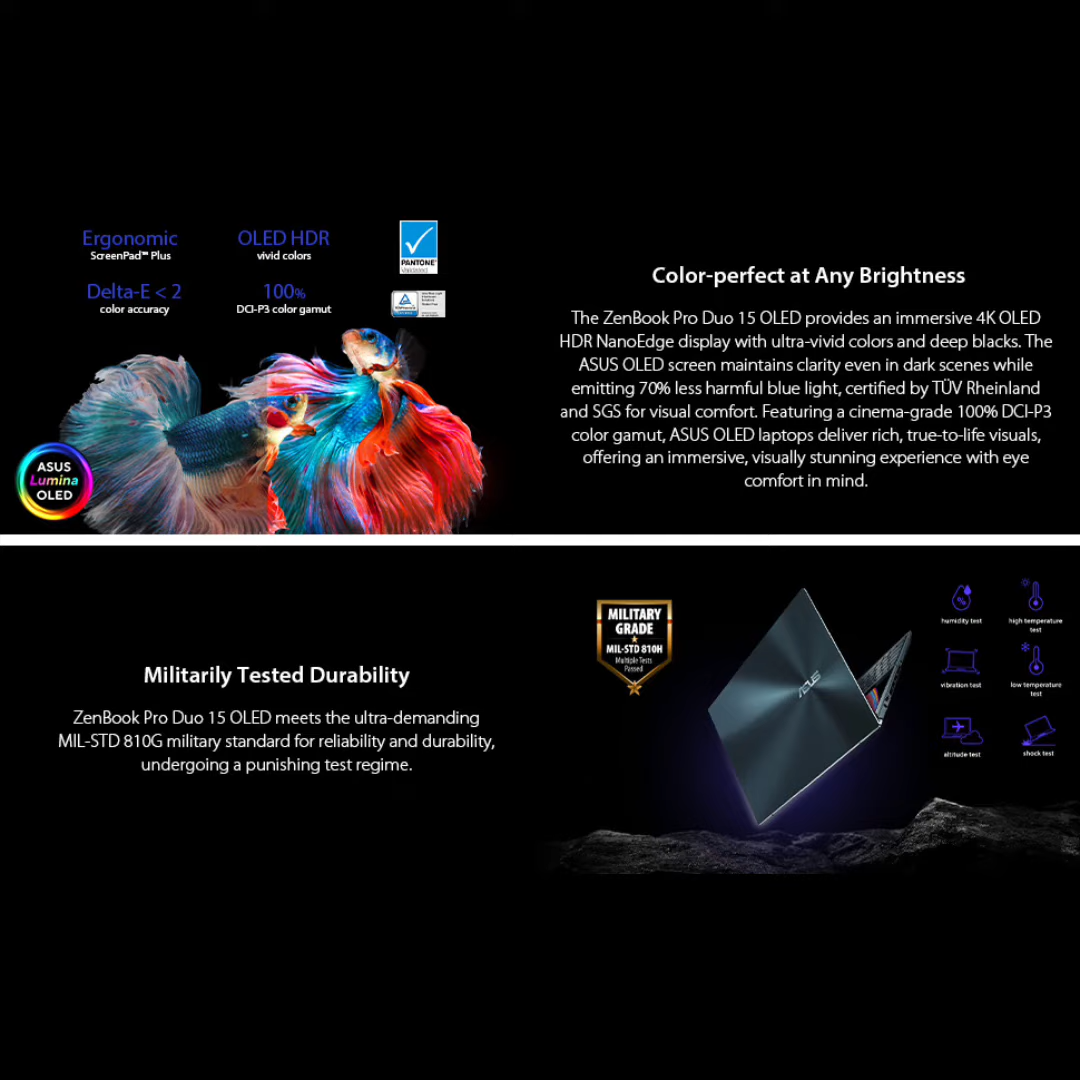 Ergonomic
ScreenPad™ Plus
OLED HDR
vivid colors
Delta-E < 2
color accuracy
100%
DCI-P3 color gamut
PANTONE®
ASUS
Lumina
OLED
Color-perfect at Any Brightness
The ZenBook Pro Duo 15 OLED provides an immersive 4K OLED
HDR NanoEdge display with ultra-vivid colors and deep blacks. The
ASUS OLED screen maintains clarity even in dark scenes while
emitting 70% less harmful blue light, certified by TÜV Rheinland
and SGS for visual comfort. Featuring a cinema-grade 100% DCI-P3
color gamut, ASUS OLED laptops deliver rich, true-to-life visuals,
offering an immersive, visually stunning experience with eye
comfort in mind.
Militarily Tested Durability
ZenBook Pro Duo 15 OLED meets the ultra-demanding
MIL-STD 810G military standard for reliability and durability,
undergoing a punishing test regime.
MILITARY
GRADE
MIL-STD 810H
Multiple Tests
Passed
ASUS
%
humidity test
high temperature
test
vibration test
low temperature
test
altitude test
shock test